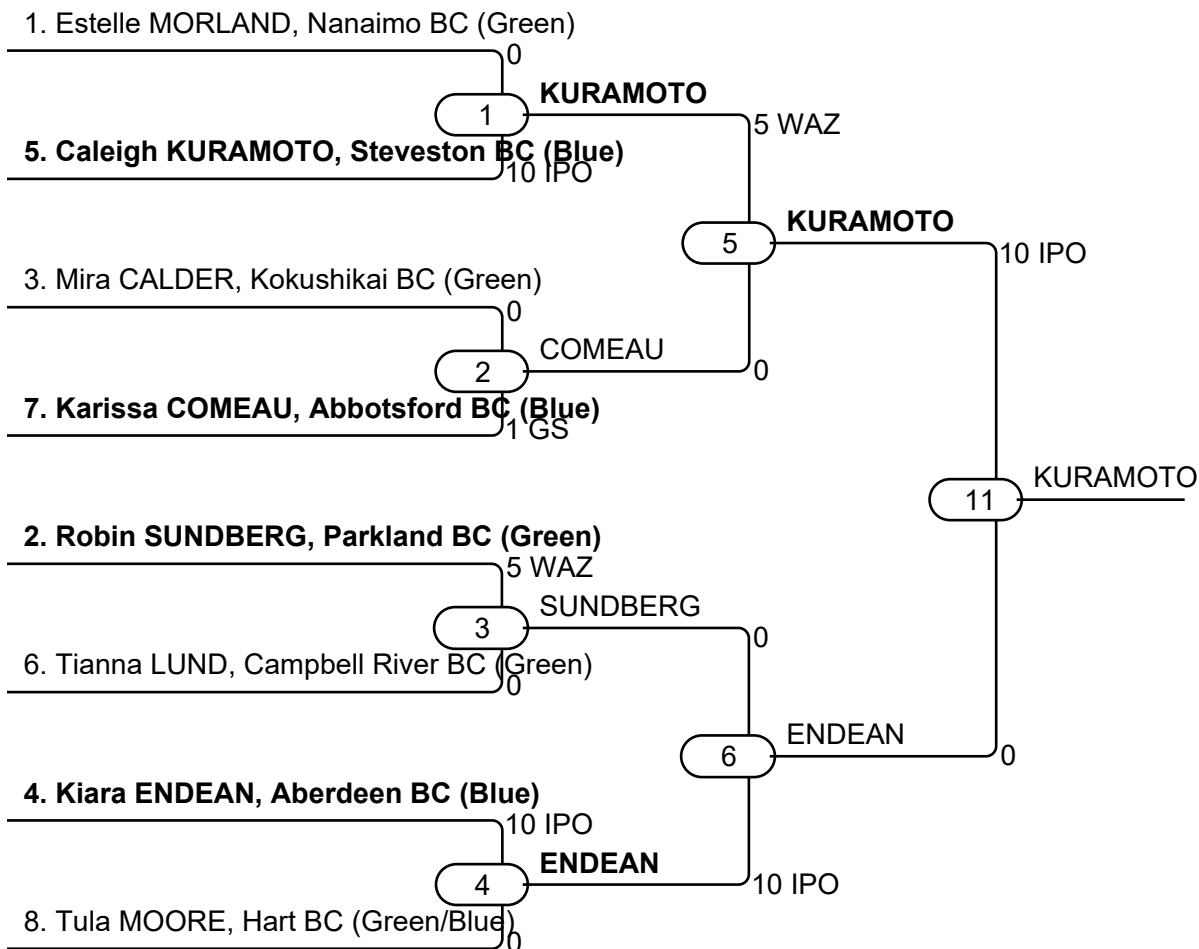 1. Estelle MORLAND, Nanaimo BC (Green)
0
1
KURAMOTO
5 WAZ
5. Caleigh KURAMOTO, Steveston BC (Blue)
10 IPO
5
KURAMOTO
10 IPO
3. Mira CALDER, Kokushikai BC (Green)
0
2
COMEAU
0
7. Karissa COMEAU, Abbotsford BC (Blue)
1 GS
11
KURAMOTO
2. Robin SUNDBERG, Parkland BC (Green)
5 WAZ
3
SUNDBERG
0
6. Tianna LUND, Campbell River BC (Green)
0
6
ENDEAN
0
4. Kiara ENDEAN, Aberdeen BC (Blue)
10 IPO
4
ENDEAN
10 IPO
8. Tula MOORE, Hart BC (Green/Blue)
0